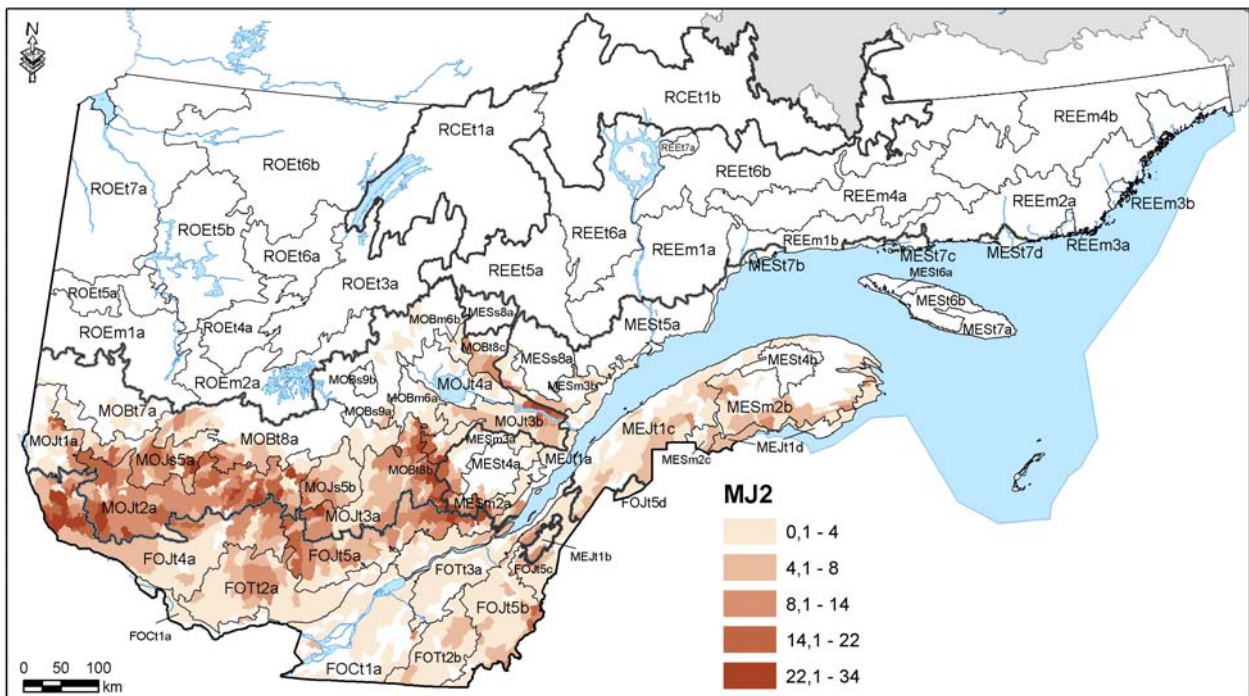 N
RCEt1b
RCEt1a
REEm4b
ROEt6b
REEt7a
ROEt7a
REEt6b
REEm4a
REEm2a
ROEt5b
REEm3b
REEt6a
REEm1a
REEm1b
REEm3a
ROEt6a
MESt7b
MESt7c
MESt7d
REEt5a
MESt6a
ROEt3a
ROEt5a
MESt6b
ROEm1a
ROEt4a
MOBm6b
MESs8a
MESt5a
MESt7a
MOBt8c
MESs8a
MESt4b
ROEm2a
MOBs9b
MOJt4a
MESm3b
MOBm6a
MOBt7a
MOBs9a
MESm2b
MOJt1a
MOBt8a
MOJt3b
MEJt1c
MESm3a
MEJt1a
MEJt1d
MOJs5a
MESt4a
MESm2c
MOJs5b
MOBt8b
MOJt2a
MESm2a
FOJt5d
MOJt3a
MJ2
0,1 - 4
4,1 - 8
8,1 - 14
14,1 - 22
22,1 - 34
FOJt4a
FOJt5a
MEJt1b
FOTt3a
FOJt5c
FOTt2a
FOJt5b
FOCt1a
FOCt1a
FOTt2b
0 50 100
km